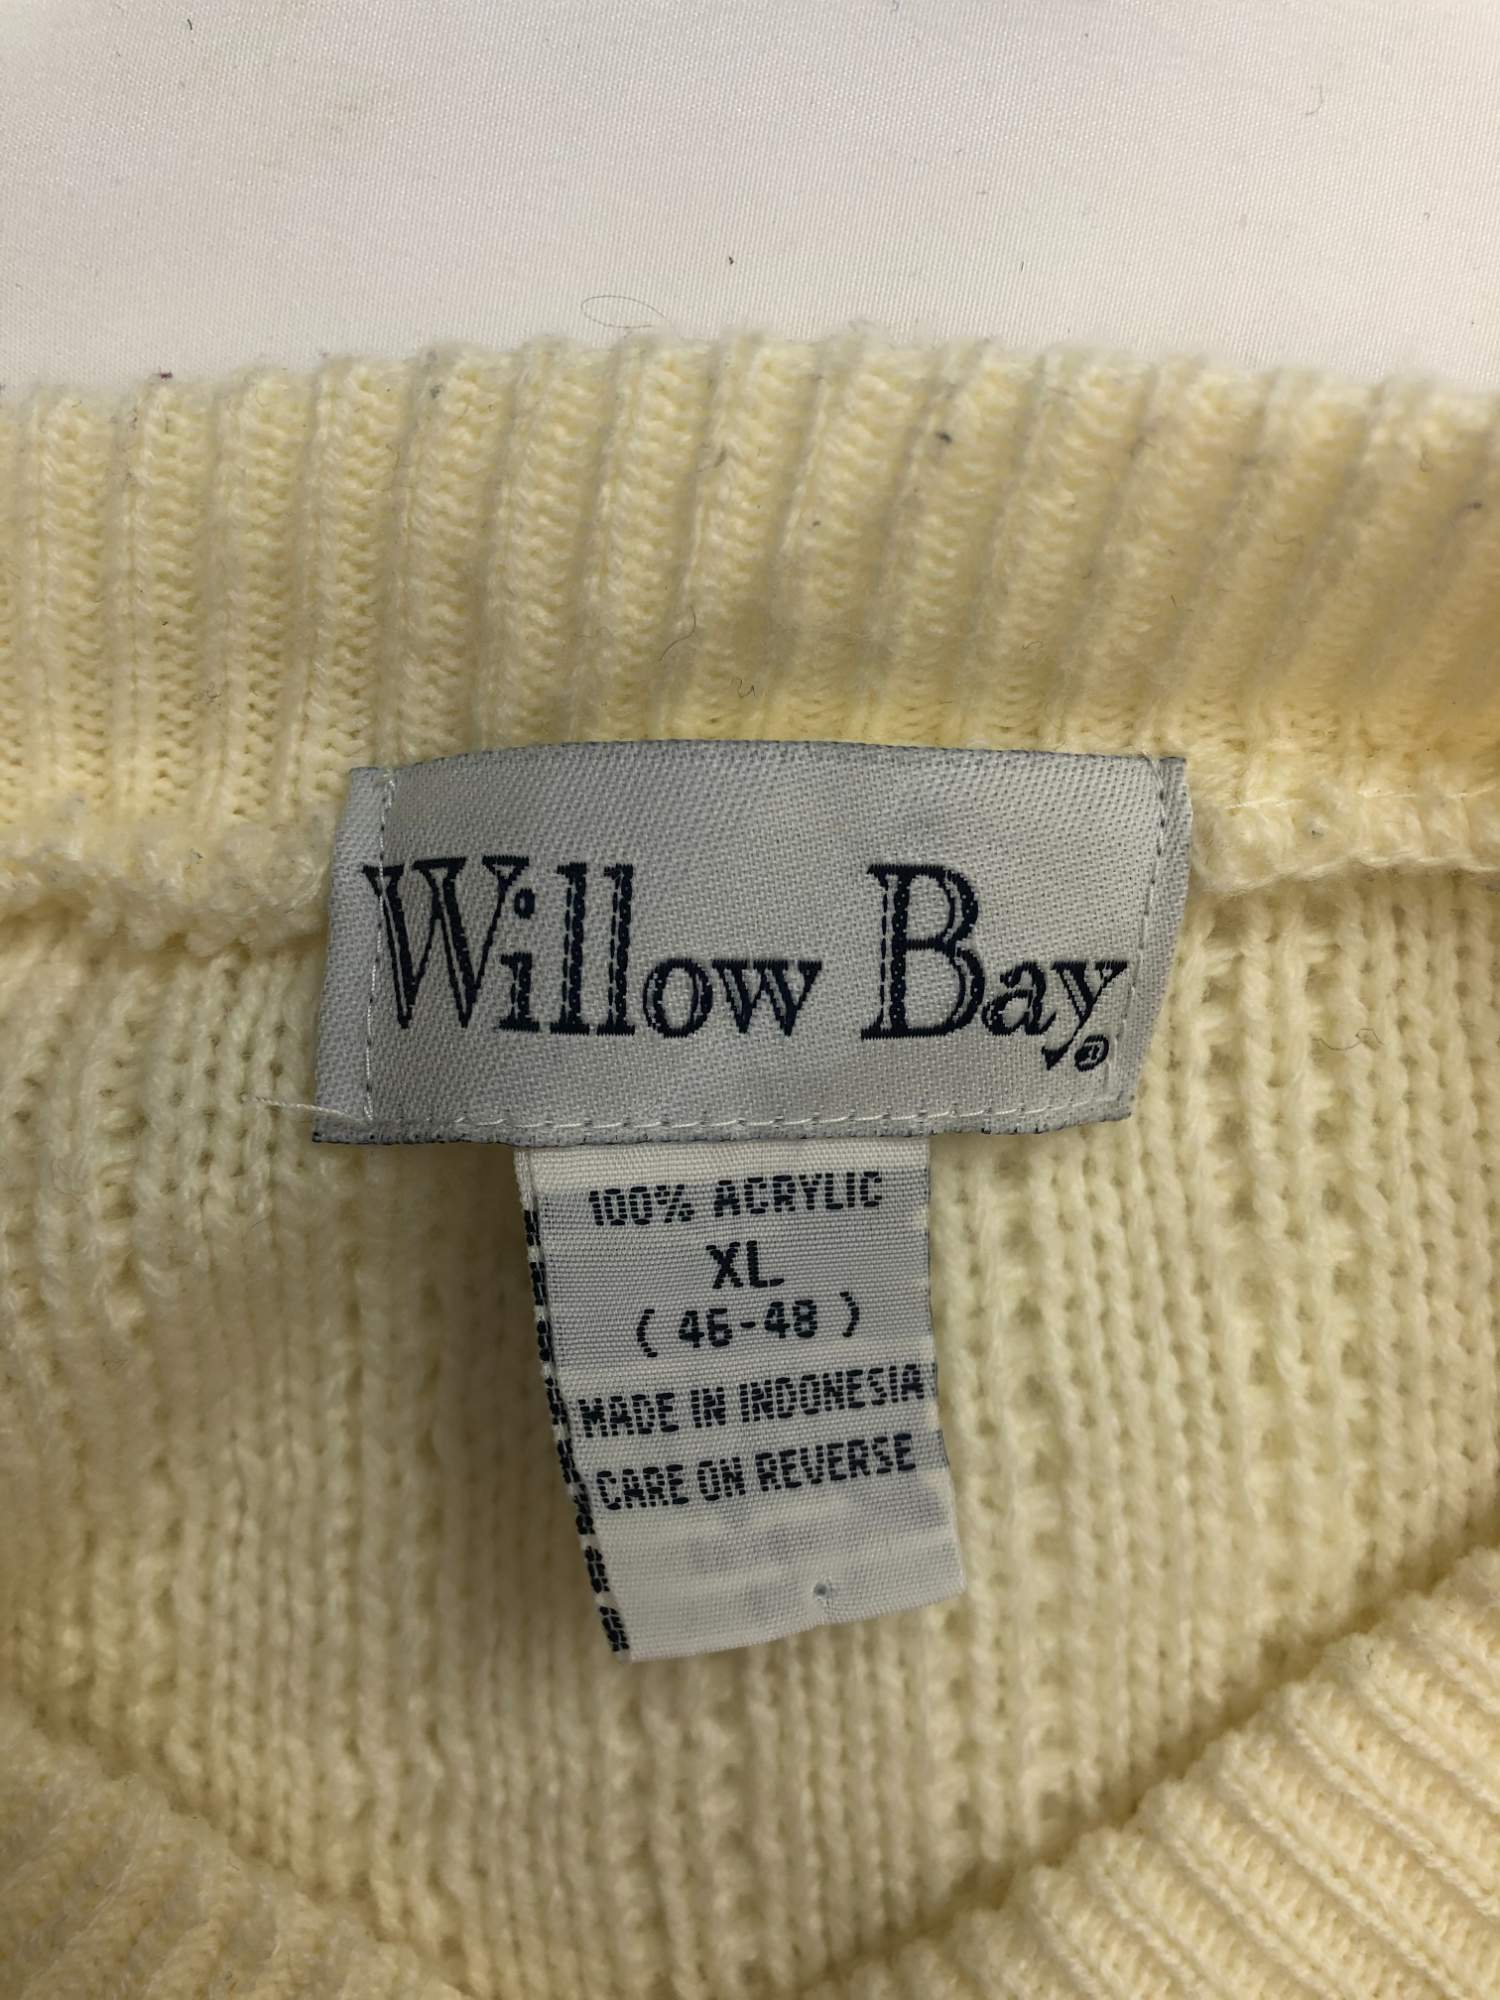 Willow Bay®
100% ACRYLIC
XL
( 46-48 )
MADE IN INDONESIA
CARE ON REVERSE